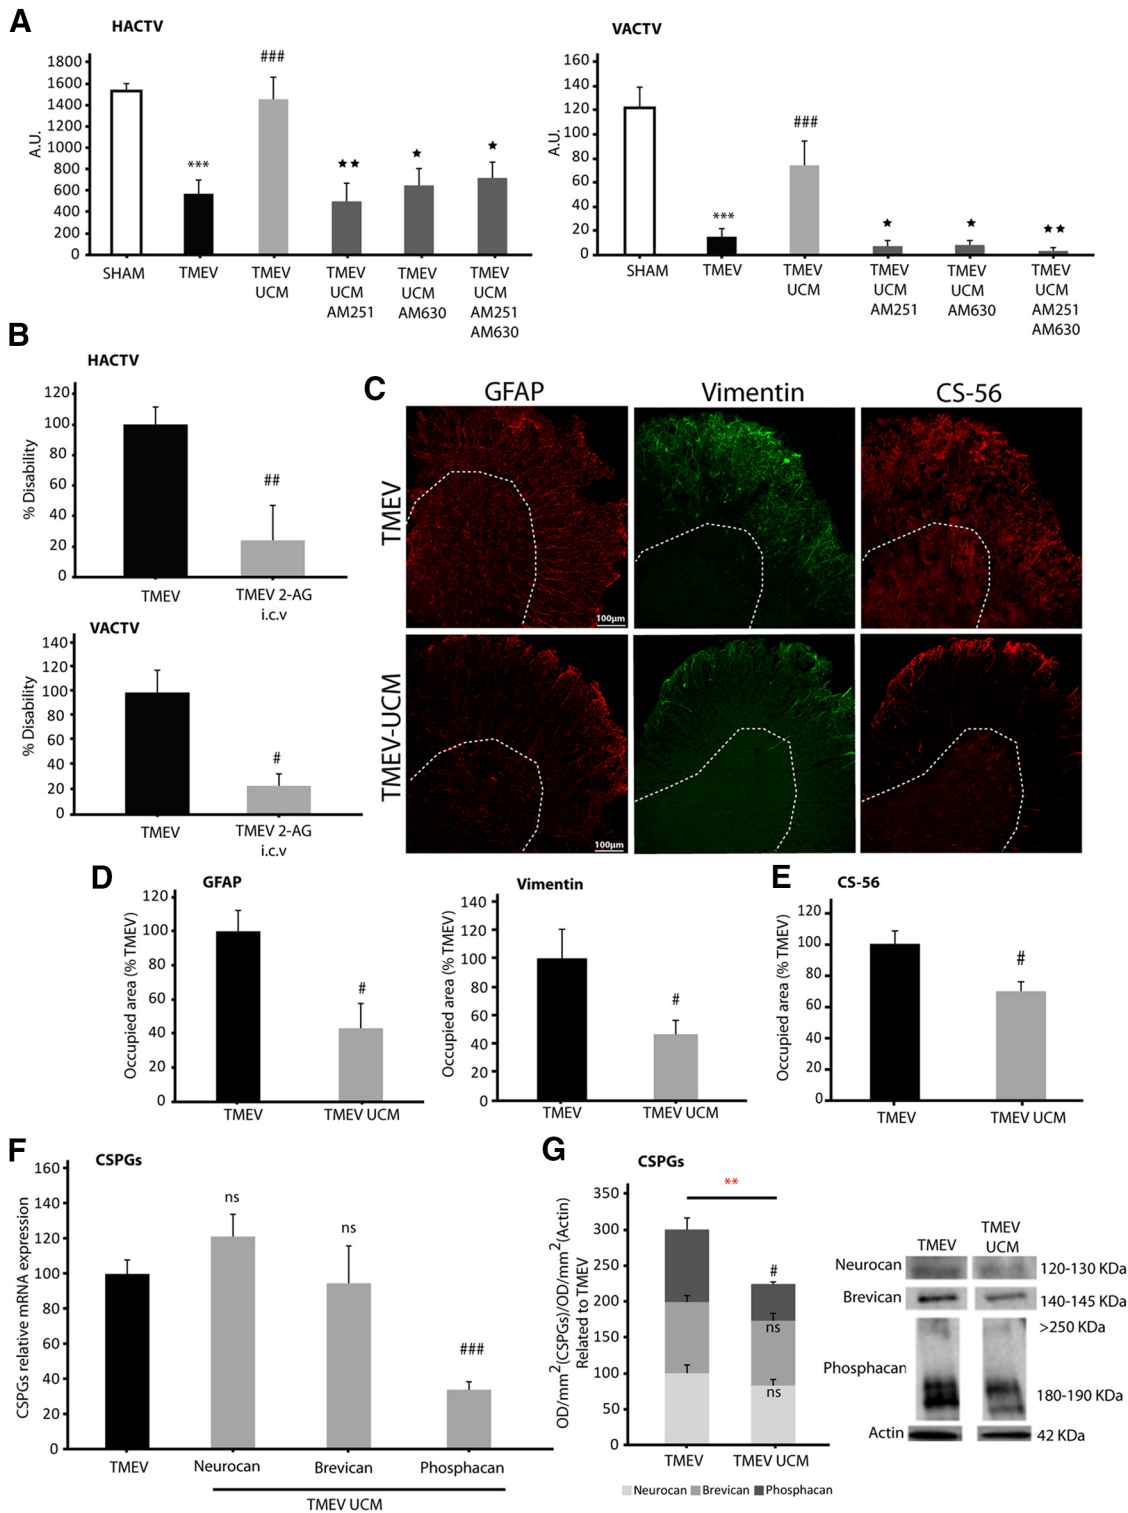 A
HACTV
A.U.
1800
1600
1400
1200
1000
800
600
400
200
0
***
###
★★
★
★
SHAM
TMEV
TMEV
UCM
TMEV
UCM
AM251
TMEV
UCM
AM630
TMEV
UCM
AM251
AM630
VACTV
A.U.
160
140
120
100
80
60
40
20
0
***
###
★
★
★★
SHAM
TMEV
TMEV
UCM
TMEV
UCM
AM251
TMEV
UCM
AM630
TMEV
UCM
AM251
AM630
B
HACTV
% Disability
120
100
80
60
40
20
0
##
TMEV
TMEV 2-AG
i.c.v
VACTV
% Disability
140
120
100
80
60
40
20
0
#
TMEV
TMEV 2-AG
i.c.v
C
GFAP
Vimentin
CS-56
TMEV
100µm
TMEV-UCM
100µm
D
GFAP
Occupied area (% TMEV)
120
100
80
60
40
20
0
#
TMEV
TMEV UCM
Vimentin
Occupied area (% TMEV)
140
120
100
80
60
40
20
0
#
TMEV
TMEV UCM
E
CS-56
Occupied area (% TMEV)
120
100
80
60
40
20
0
#
TMEV
TMEV UCM
F
CSPGs
CSPGs relative mRNA expression
160
140
120
100
80
60
40
20
0
ns
ns
###
TMEV
Neurocan
Brevican
Phosphacan
TMEV UCM
G
CSPGs
OD/mm²(CSPGs)/OD/mm²(Actin)
Related to TMEV
350
300
250
200
150
100
50
0
**
#
ns
ns
TMEV
TMEV UCM
Neurocan
Brevican
Phosphacan
TMEV
TMEV
UCM
Neurocan
120-130 KDa
Brevican
140-145 KDa
>250 KDa
Phosphacan
180-190 KDa
Actin
42 KDa